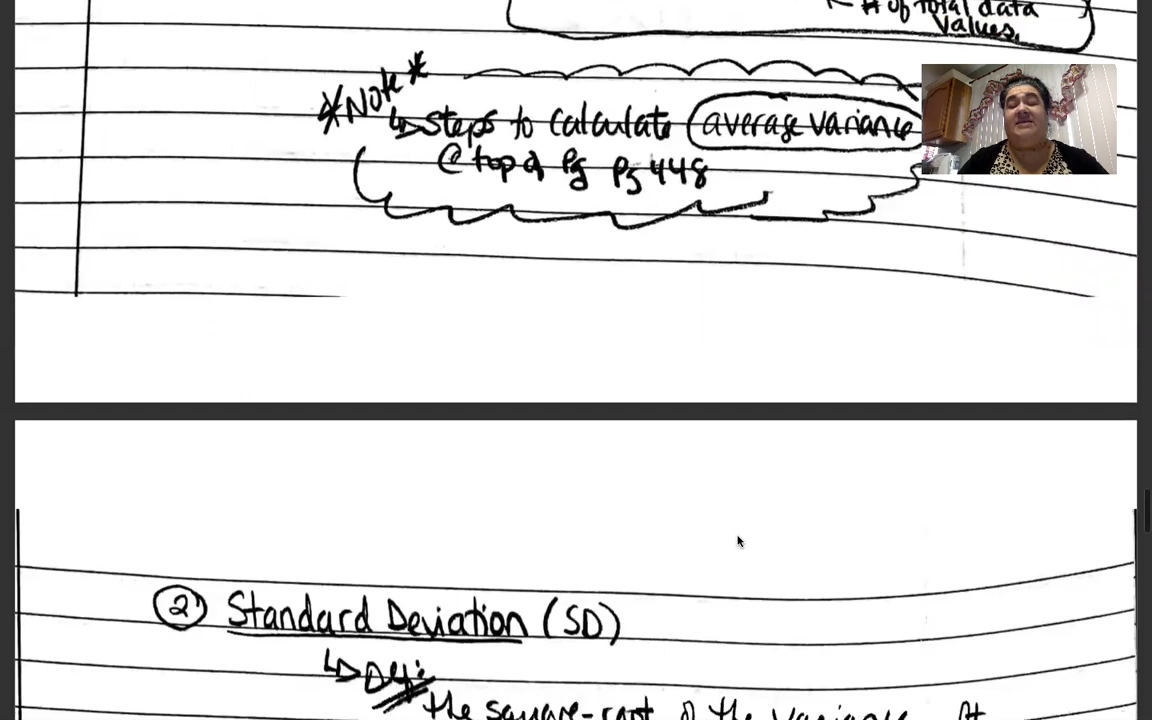 # of total data
values.
*Note*
↳ steps to calculate average variance
@ top of pg pg 448
② Standard Deviation (SD)
↳ Def:
the square-root of the variance. It